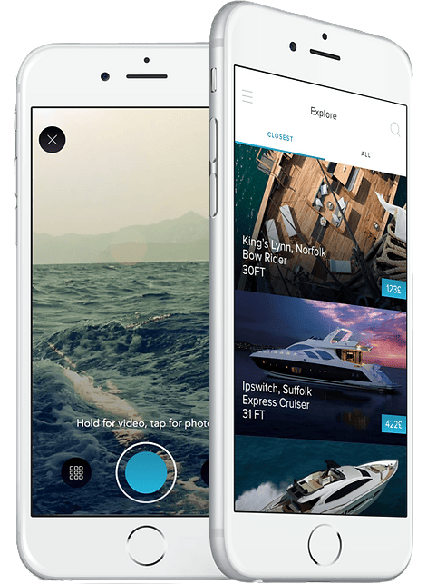 Hold for video, tap for photo
Explore
CLOSEST
ALL
King's Lynn, Norfolk
Bow Rider
30FT
173£
Ipswitch, Suffolk
Express Cruiser
31 FT
422£